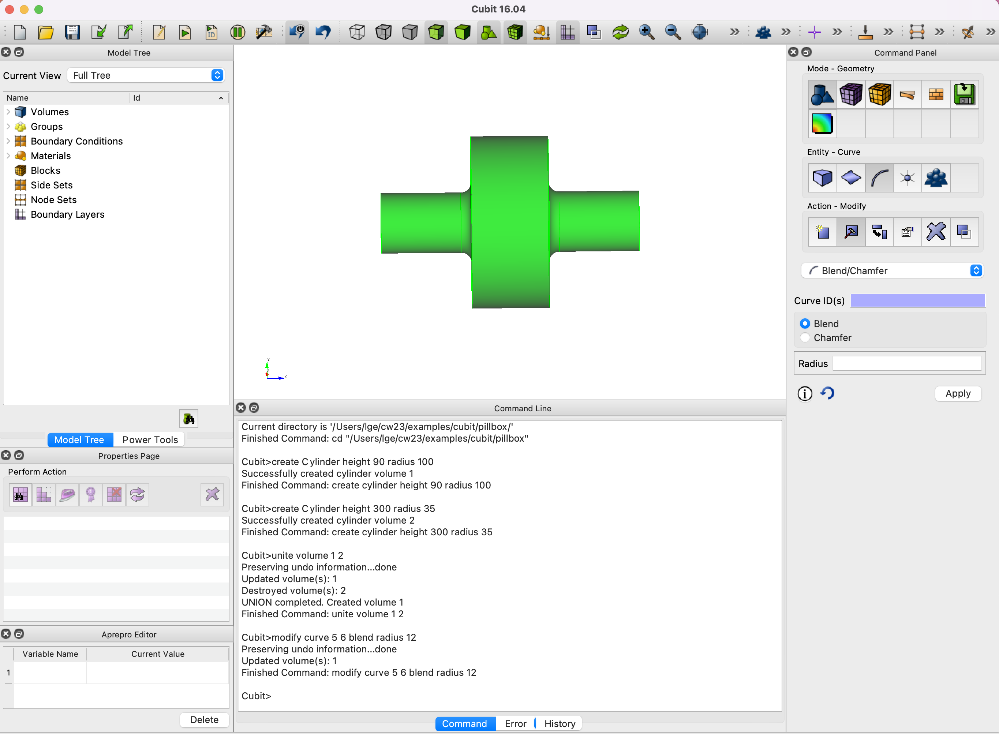 Cubit 16.04
ID
Model Tree
Current View Full Tree
Name Id
Volumes
Groups
Boundary Conditions
Materials
Blocks
Side Sets
Node Sets
Boundary Layers
Model Tree Power Tools
Properties Page
Perform Action
Aprepro Editor
Variable Name Current Value
1
Delete
Y
X
Z
Command Line
Current directory is '/Users/lge/cw23/examples/cubit/pillbox/'
Finished Command: cd "/Users/lge/cw23/examples/cubit/pillbox"
Cubit>create Cylinder height 90 radius 100
Successfully created cylinder volume 1
Finished Command: create cylinder height 90 radius 100
Cubit>create Cylinder height 300 radius 35
Successfully created cylinder volume 2
Finished Command: create cylinder height 300 radius 35
Cubit>unite volume 1 2
Preserving undo information...done
Updated volume(s): 1
Destroyed volume(s): 2
UNION completed. Created volume 1
Finished Command: unite volume 1 2
Cubit>modify curve 5 6 blend radius 12
Preserving undo information...done
Updated volume(s): 1
Finished Command: modify curve 5 6 blend radius 12
Cubit>
Command Error History
Command Panel
Mode - Geometry
Entity - Curve
Action - Modify
Blend/Chamfer
Curve ID(s)
Blend
Chamfer
Radius
Apply